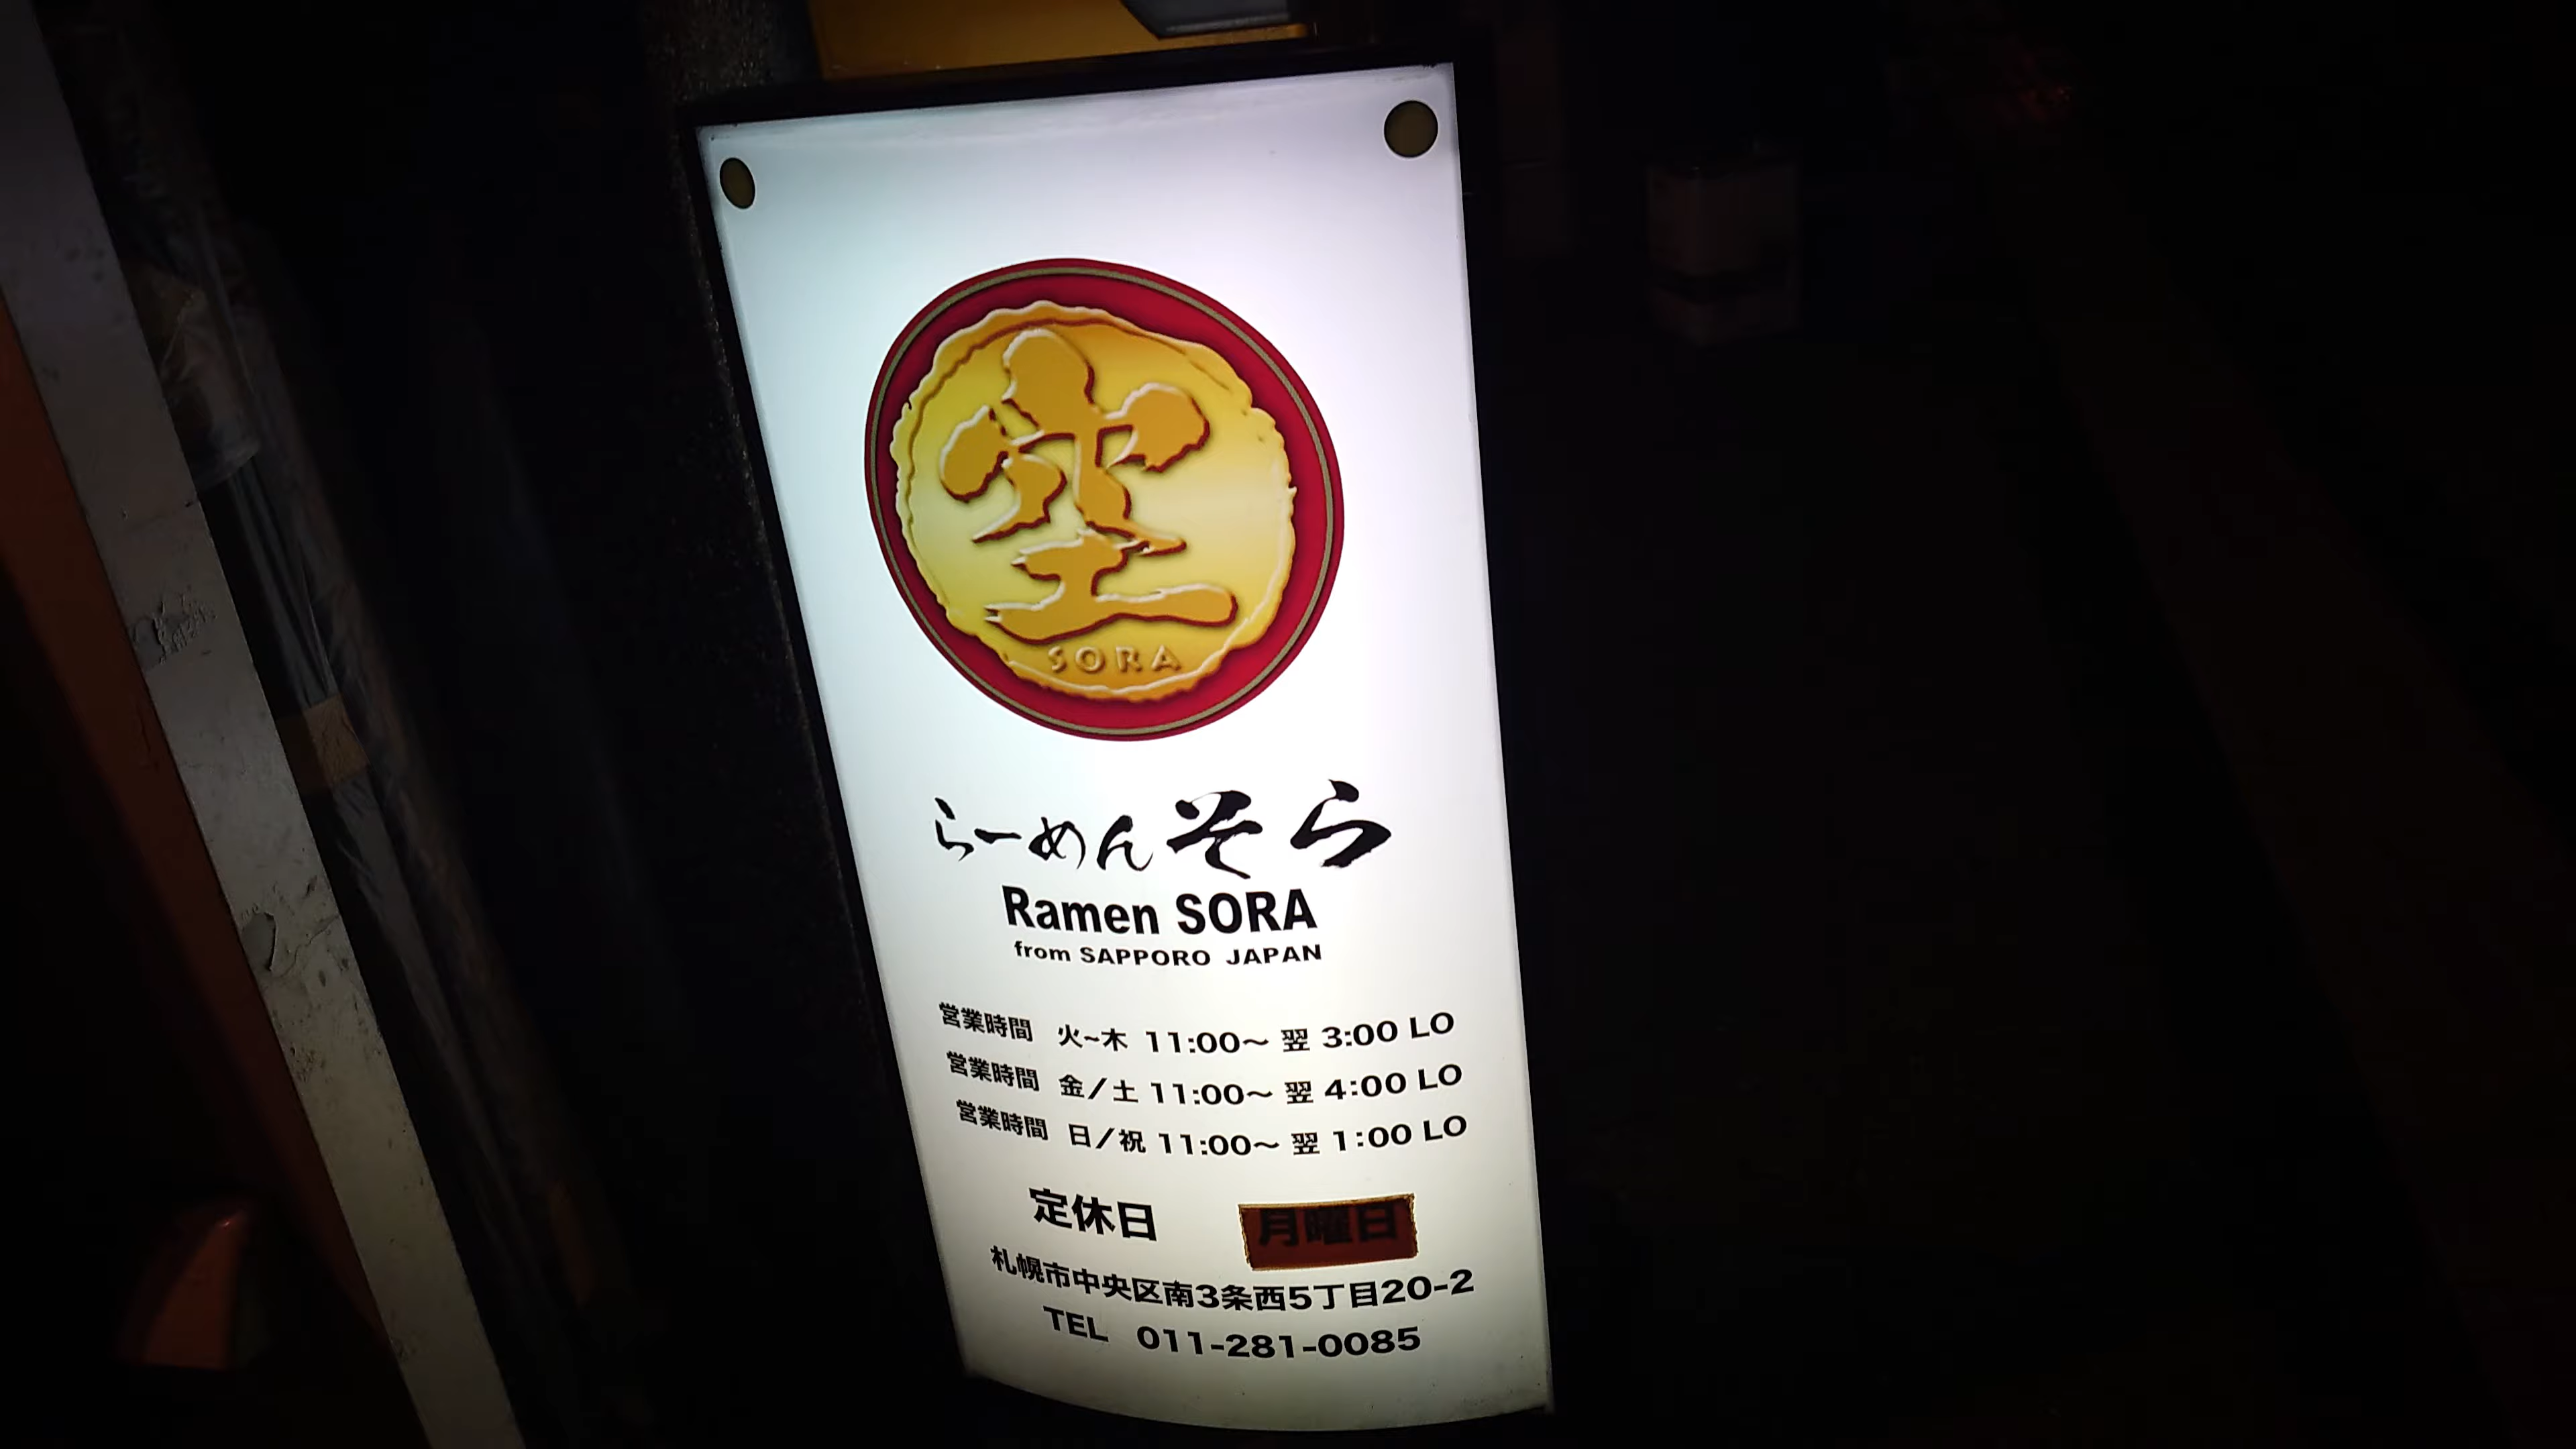 空
SORA
らーめん そら
Ramen SORA
from SAPPORO JAPAN
営業時間 火~木 11:00〜 翌 3:00 LO
営業時間 金/土 11:00〜 翌 4:00 LO
営業時間 日/祝 11:00〜 翌 1:00 LO
定休日 月曜日
札幌市中央区南3条西5丁目20-2
TEL 011-281-0085